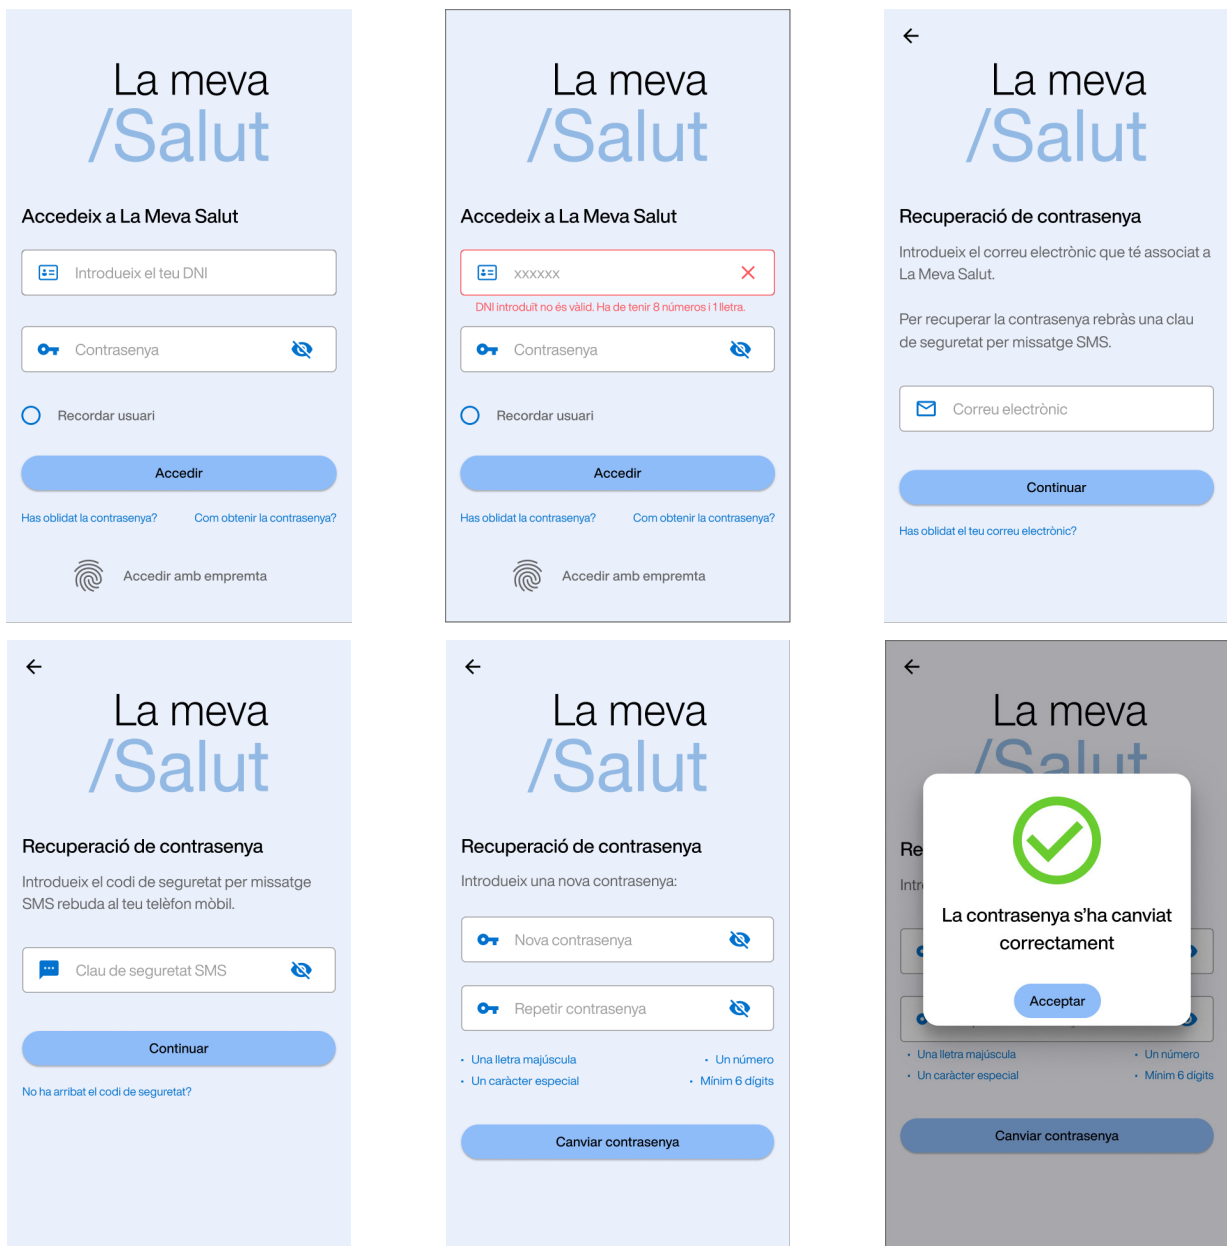 La meva
/Salut
Accedeix a La Meva Salut
Introdueix el teu DNI
Contrasenya
Recordar usuari
Accedir
Has oblidat la contrasenya? Com obtenir la contrasenya?
Accedir amb empremta
La meva
/Salut
Accedeix a La Meva Salut
xxxxxx
DNI introduït no és vàlid. Ha de tenir 8 números i 1 lletra.
Contrasenya
Recordar usuari
Accedir
Has oblidat la contrasenya? Com obtenir la contrasenya?
Accedir amb empremta
La meva
/Salut
Recuperació de contrasenya
Introdueix el correu electrònic que té associat a
La Meva Salut.
Per recuperar la contrasenya rebràs una clau
de seguretat per missatge SMS.
Correu electrònic
Continuar
Has oblidat el teu correu electrònic?
La meva
/Salut
Recuperació de contrasenya
Introdueix el codi de seguretat per missatge
SMS rebuda al teu telèfon mòbil.
Clau de seguretat SMS
Continuar
No ha arribat el codi de seguretat?
La meva
/Salut
Recuperació de contrasenya
Introdueix una nova contrasenya:
Nova contrasenya
Repetir contrasenya
• Una lletra majúscula • Un número
• Un caràcter especial • Mínim 6 dígits
Canviar contrasenya
La meva
/Salut
Re
Intr
La contrasenya s'ha canviat
correctament
Acceptar
• Una lletra majúscula • Un número
• Un caràcter especial • Mínim 6 dígits
Canviar contrasenya